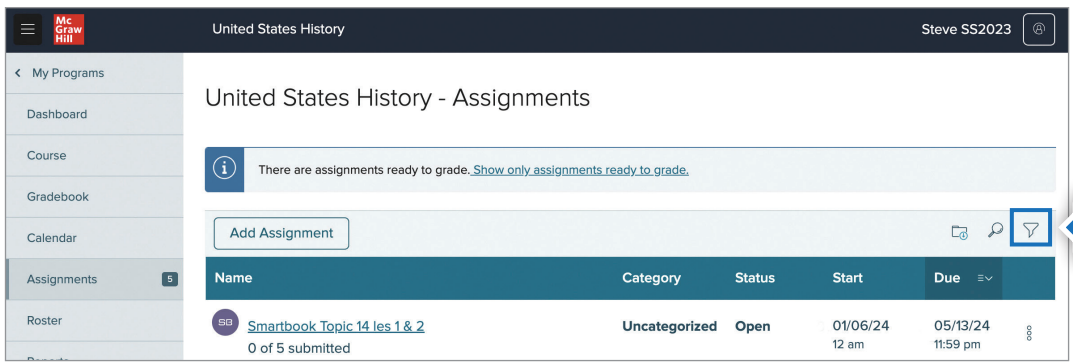 Mc
Graw
Hill
United States History
Steve SS2023
My Programs
Dashboard
Course
Gradebook
Calendar
Assignments 5
Roster
United States History - Assignments
There are assignments ready to grade. Show only assignments ready to grade.
Add Assignment
Name Category Status Start Due
SB Smartbook Topic 14 les 1 & 2 Uncategorized Open 01/06/24 05/13/24
0 of 5 submitted 12 am 11:59 pm